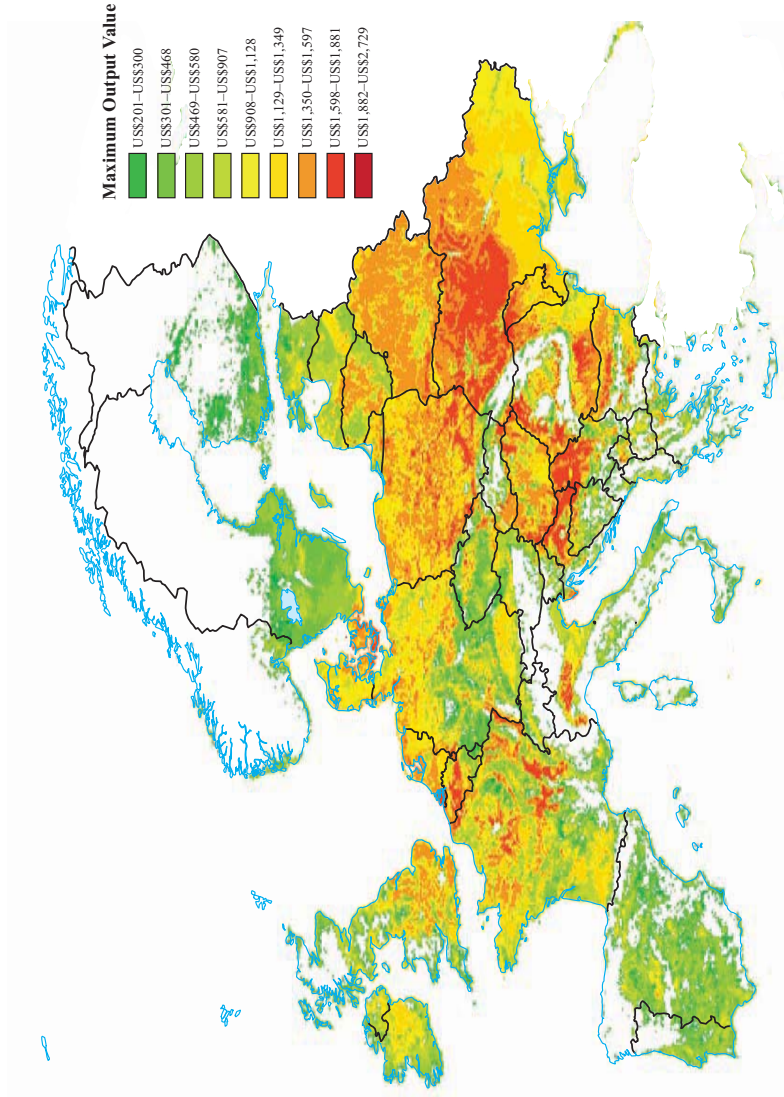 Maximum Output Value
US$201–US$300
US$301–US$468
US$469–US$580
US$581–US$907
US$908–US$1,128
US$1,129–US$1,349
US$1,350–US$1,597
US$1,598–US$1,881
US$1,882–US$2,729